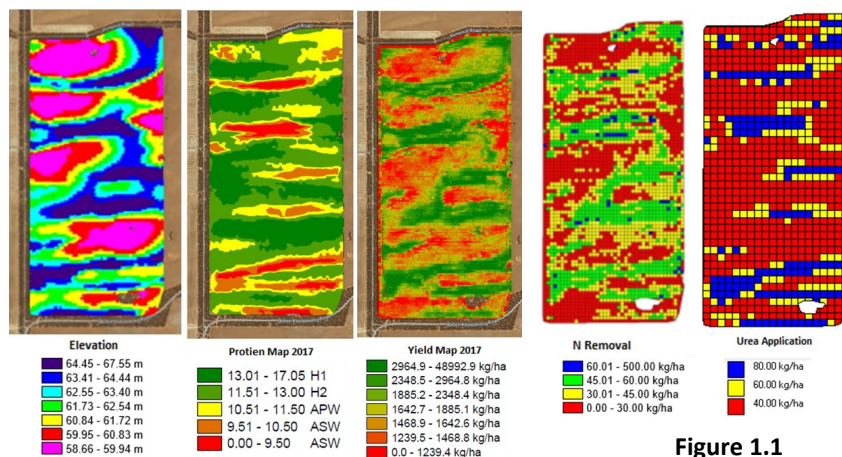 Elevation
64.45 - 67.55 m
63.41 - 64.44 m
62.55 - 63.40 m
61.73 - 62.54 m
60.84 - 61.72 m
59.95 - 60.83 m
58.66 - 59.94 m
Protien Map 2017
13.01 - 17.05 H1
11.51 - 13.00 H2
10.51 - 11.50 APW
9.51 - 10.50 ASW
0.00 - 9.50 ASW
Yield Map 2017
2964.9 - 48992.9 kg/ha
2348.5 - 2964.8 kg/ha
1885.2 - 2348.4 kg/ha
1642.7 - 1885.1 kg/ha
1468.9 - 1642.6 kg/ha
1239.5 - 1468.8 kg/ha
0.0 - 1239.4 kg/ha
N Removal
60.01 - 500.00 kg/ha
45.01 - 60.00 kg/ha
30.01 - 45.00 kg/ha
0.00 - 30.00 kg/ha
Urea Application
80.00 kg/ha
60.00 kg/ha
40.00 kg/ha
Figure 1.1